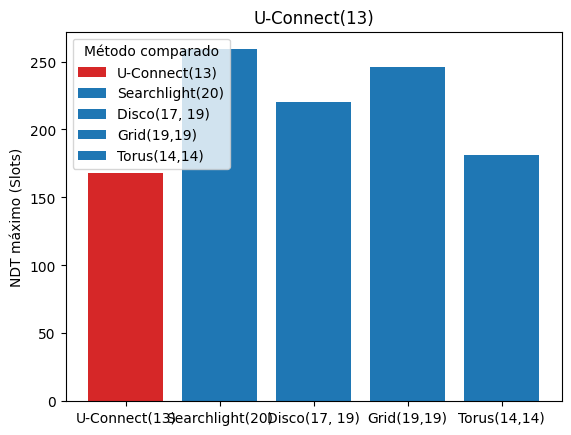 U-Connect(13)
Método comparado
U-Connect(13)
Searchlight(20)
Disco(17, 19)
Grid(19,19)
Torus(14,14)
NDT máximo (Slots)
250
200
150
100
50
0
U-Connect(13) Searchlight(20) Disco(17, 19) Grid(19,19) Torus(14,14)